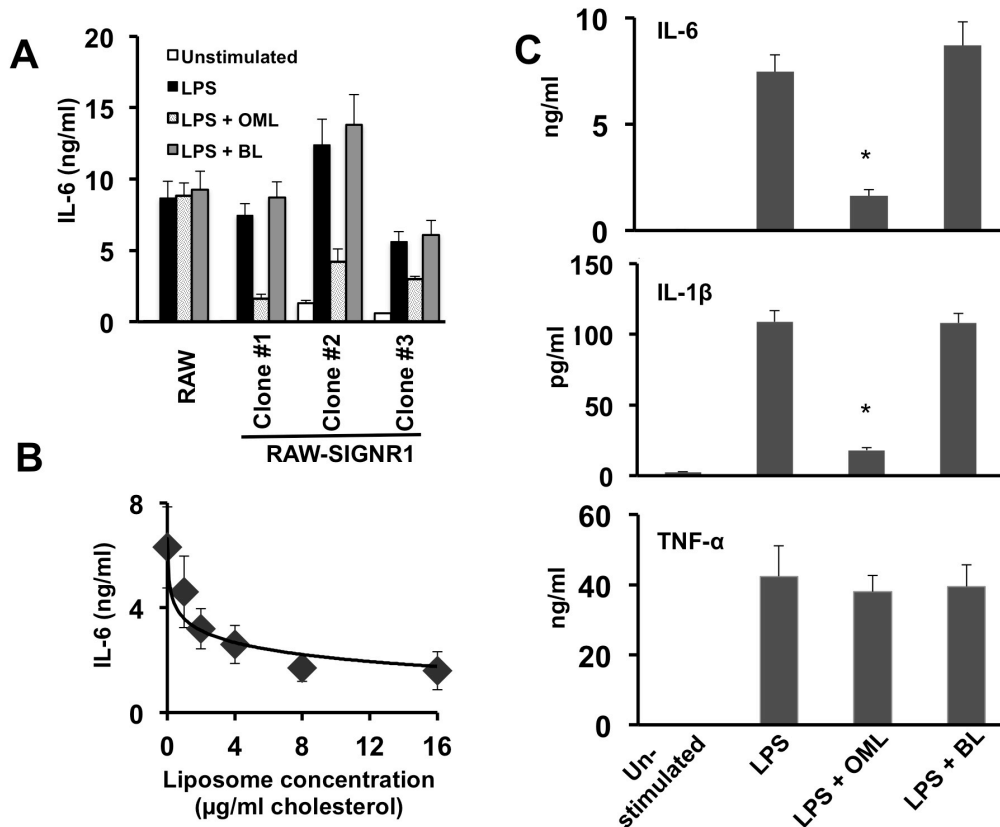 A
IL-6 (ng/ml)
20
15
10
5
0
Unstimulated
LPS
LPS + OML
LPS + BL
RAW
Clone #1
Clone #2
Clone #3
RAW-SIGNR1
B
IL-6 (ng/ml)
8
4
0
0 4 8 12 16
Liposome concentration
(µg/ml cholesterol)
C
IL-6
ng/ml
10
5
0
*
IL-1β
pg/ml
150
100
50
0
*
TNF-α
ng/ml
60
40
20
0
Un-
stimulated
LPS
LPS + OML
LPS + BL